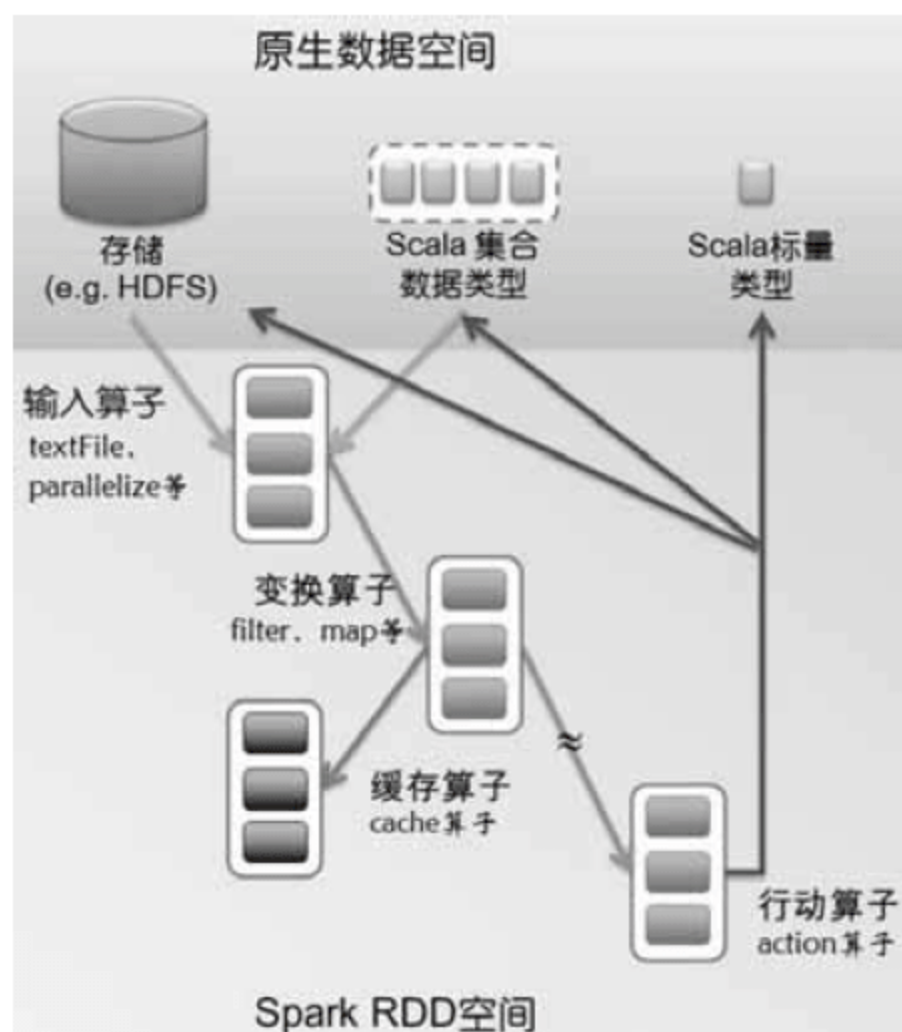 原生数据空间
存储
(e.g. HDFS)
Scala 集合
数据类型
Scala标量
类型
输入算子
textFile、
parallelize等
变换算子
filter、map等
缓存算子
cache算子
≈
行动算子
action算子
Spark RDD空间